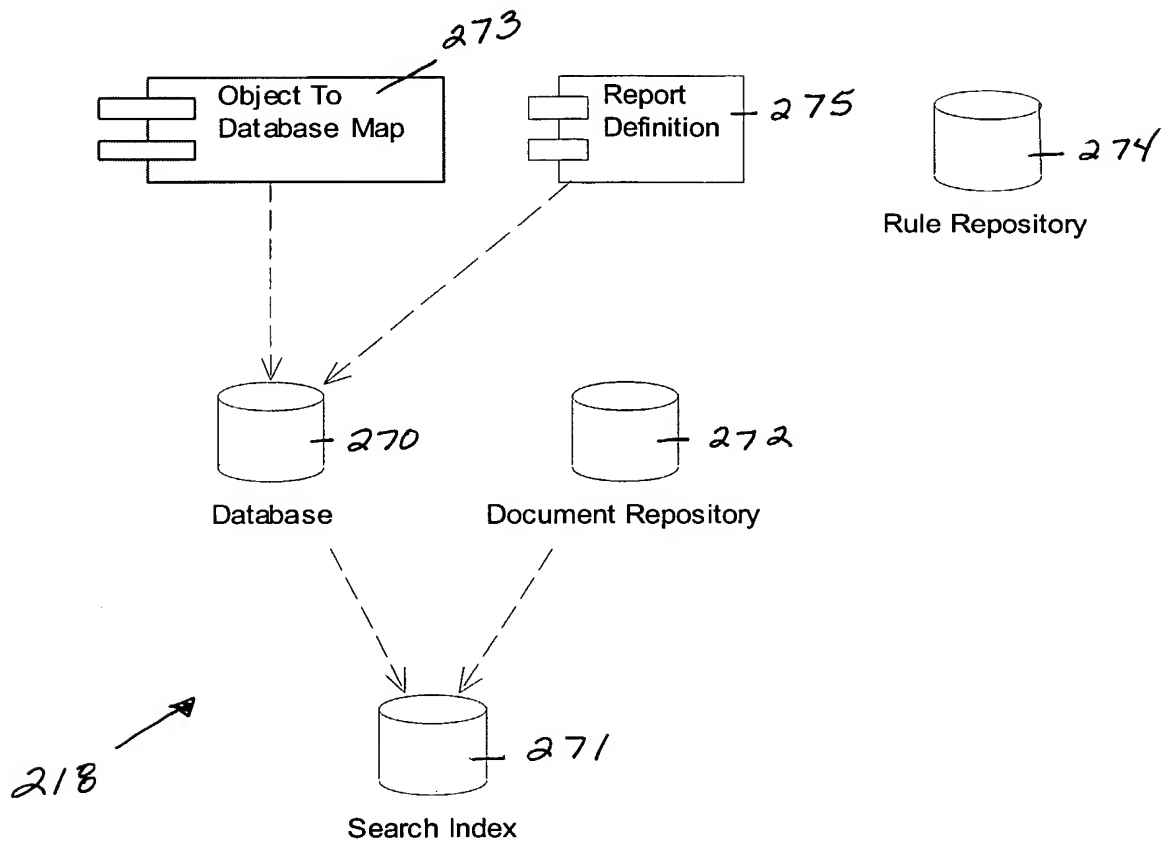 273
Object To
Database Map
Report
Definition
275
274
Rule Repository
270
272
Database
Document Repository
271
218
Search Index